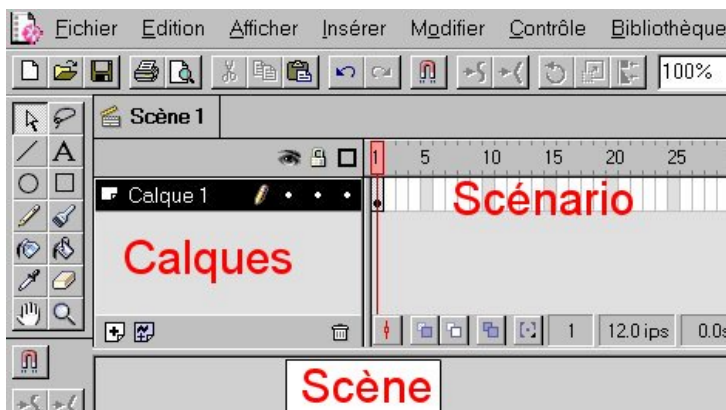 Fichier Edition Afficher Insérer Modifier Contrôle Bibliothèque
100%
Scène 1
1 5 10 15 20 25
Calque 1
Scénario
Calques
1 12.0 ips 0.0s
Scène